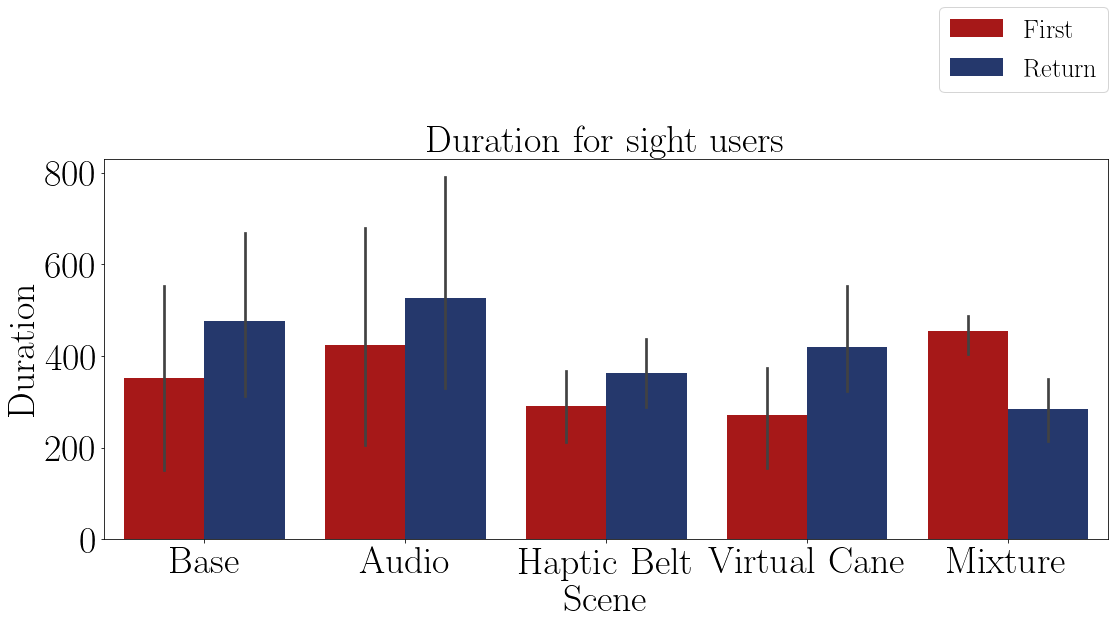 First
Return
Duration for sight users
800
600
400
200
0
Duration
Base
Audio
Haptic Belt
Virtual Cane
Mixture
Scene